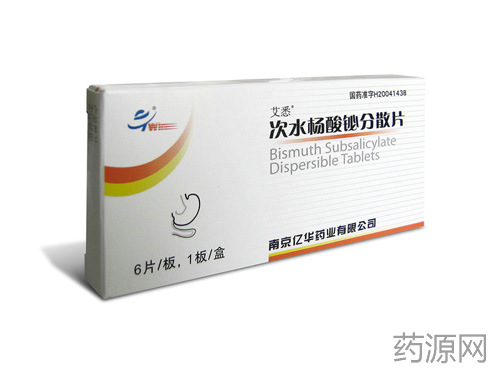 国药准字H20041438
艾悉®
次水杨酸铋分散片
Bismuth Subsalicylate
Dispersible Tablets
南京亿华药业有限公司
6片/板，1板/盒
药源网